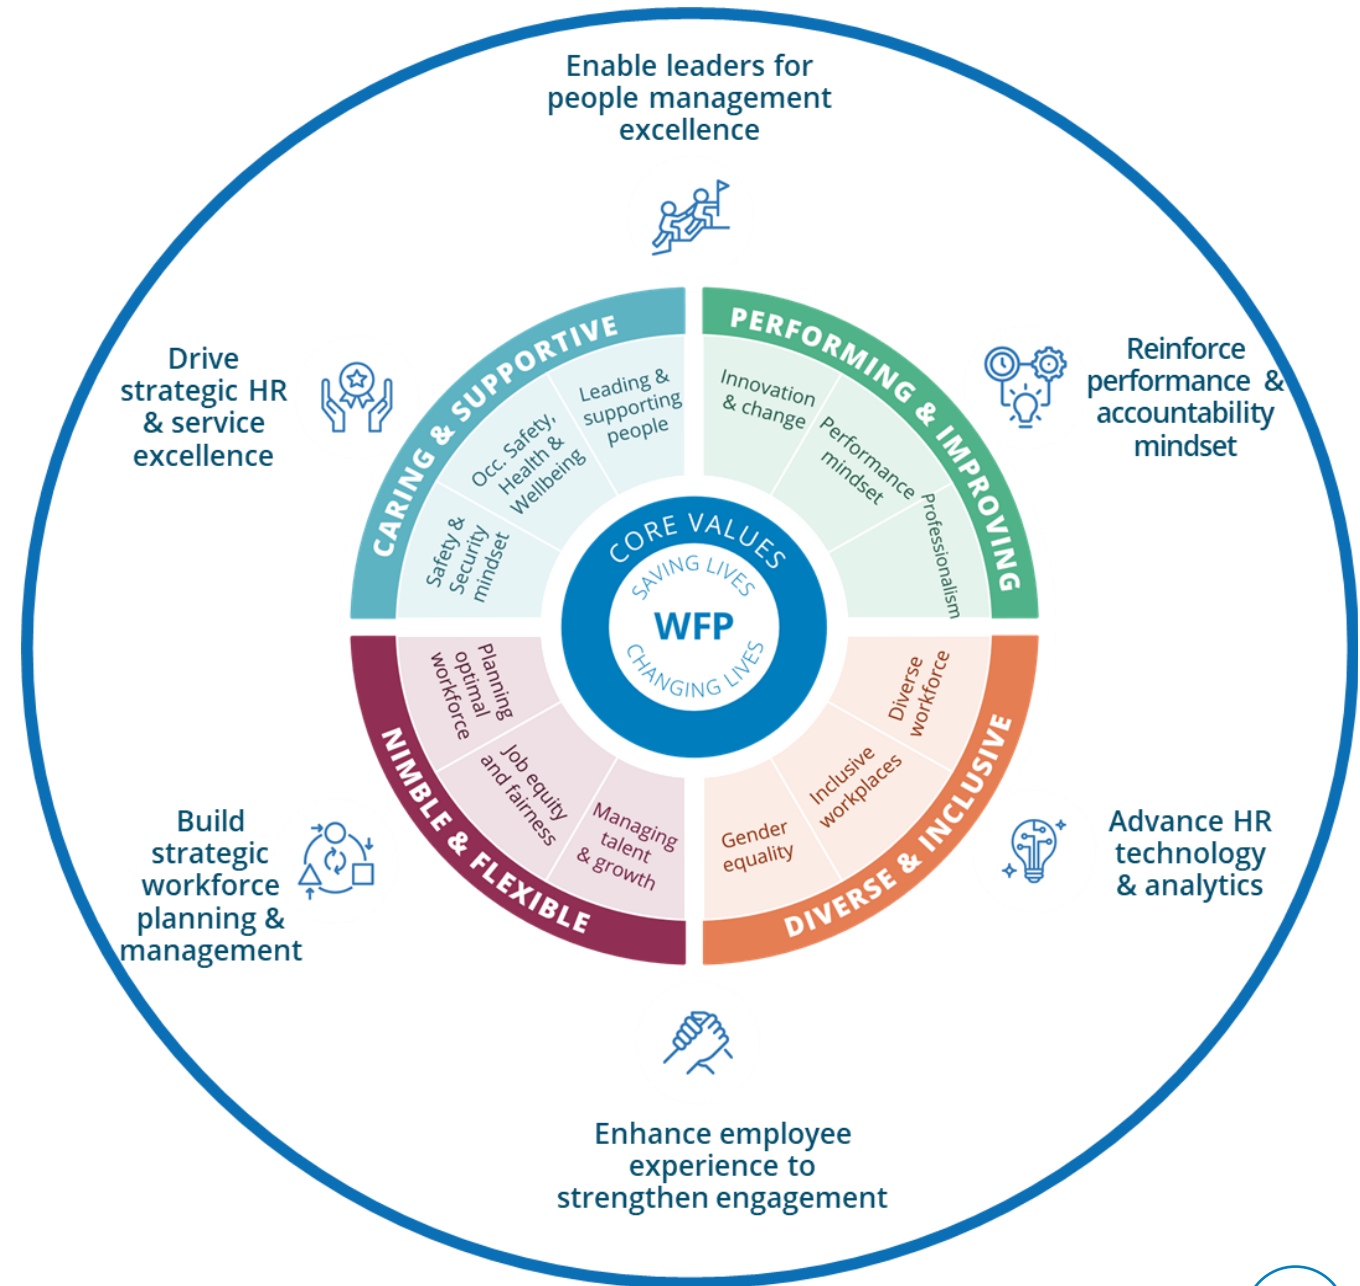 Enable leaders for
people management
excellence
Drive
strategic HR
& service
excellence
Reinforce
performance &
accountability
mindset
CARING & SUPPORTIVE
Safety &
Security
mindset
Occ. Safety,
Health &
Wellbeing
Leading &
supporting
people
PERFORMING & IMPROVING
Innovation
& change
Performance
mindset
Professionalism
CORE VALUES
SAVING LIVES
WFP
CHANGING LIVES
NIMBLE & FLEXIBLE
Planning
optimal
workforce
Job equity
and fairness
Managing
talent
& growth
DIVERSE & INCLUSIVE
Diverse
workforce
Inclusive
workplaces
Gender
equality
Build
strategic
workforce
planning &
management
Advance HR
technology
& analytics
Enhance employee
experience to
strengthen engagement